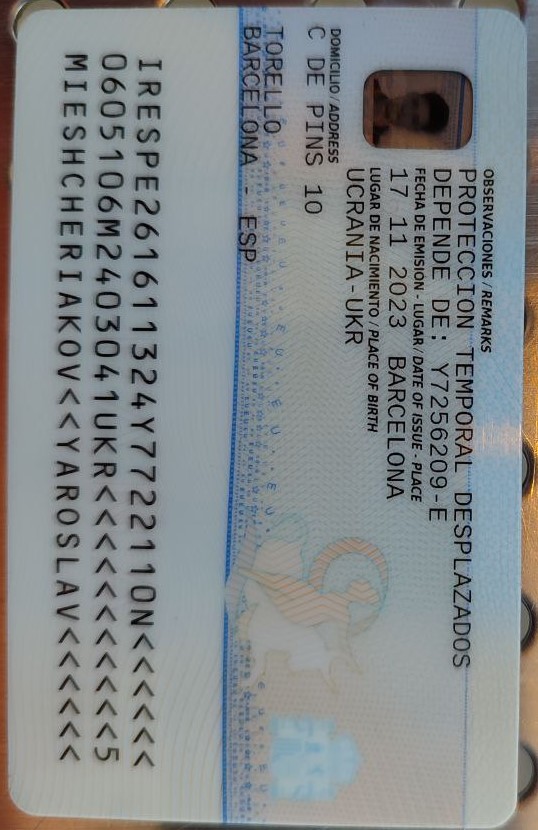 OBSERVACIONES / REMARKS
PROTECCION TEMPORAL DESPLAZADOS
DEPENDE DE: Y7256209-E
FECHA DE EMISION - LUGAR / DATE OF ISSUE - PLACE
17 11 2023 BARCELONA
LUGAR DE NACIMIENTO / PLACE OF BIRTH
UCRANIA-UKR
DOMICILIO / ADDRESS
C DE PINS 10
TORELLO
BARCELONA - ESP
IRESPE261611324Y7722110N<<<<<<
0605106M2403041UKR<<<<<<<<<<<5
MIESHCHERIAKOV<<YAROSLAV<<<<<<